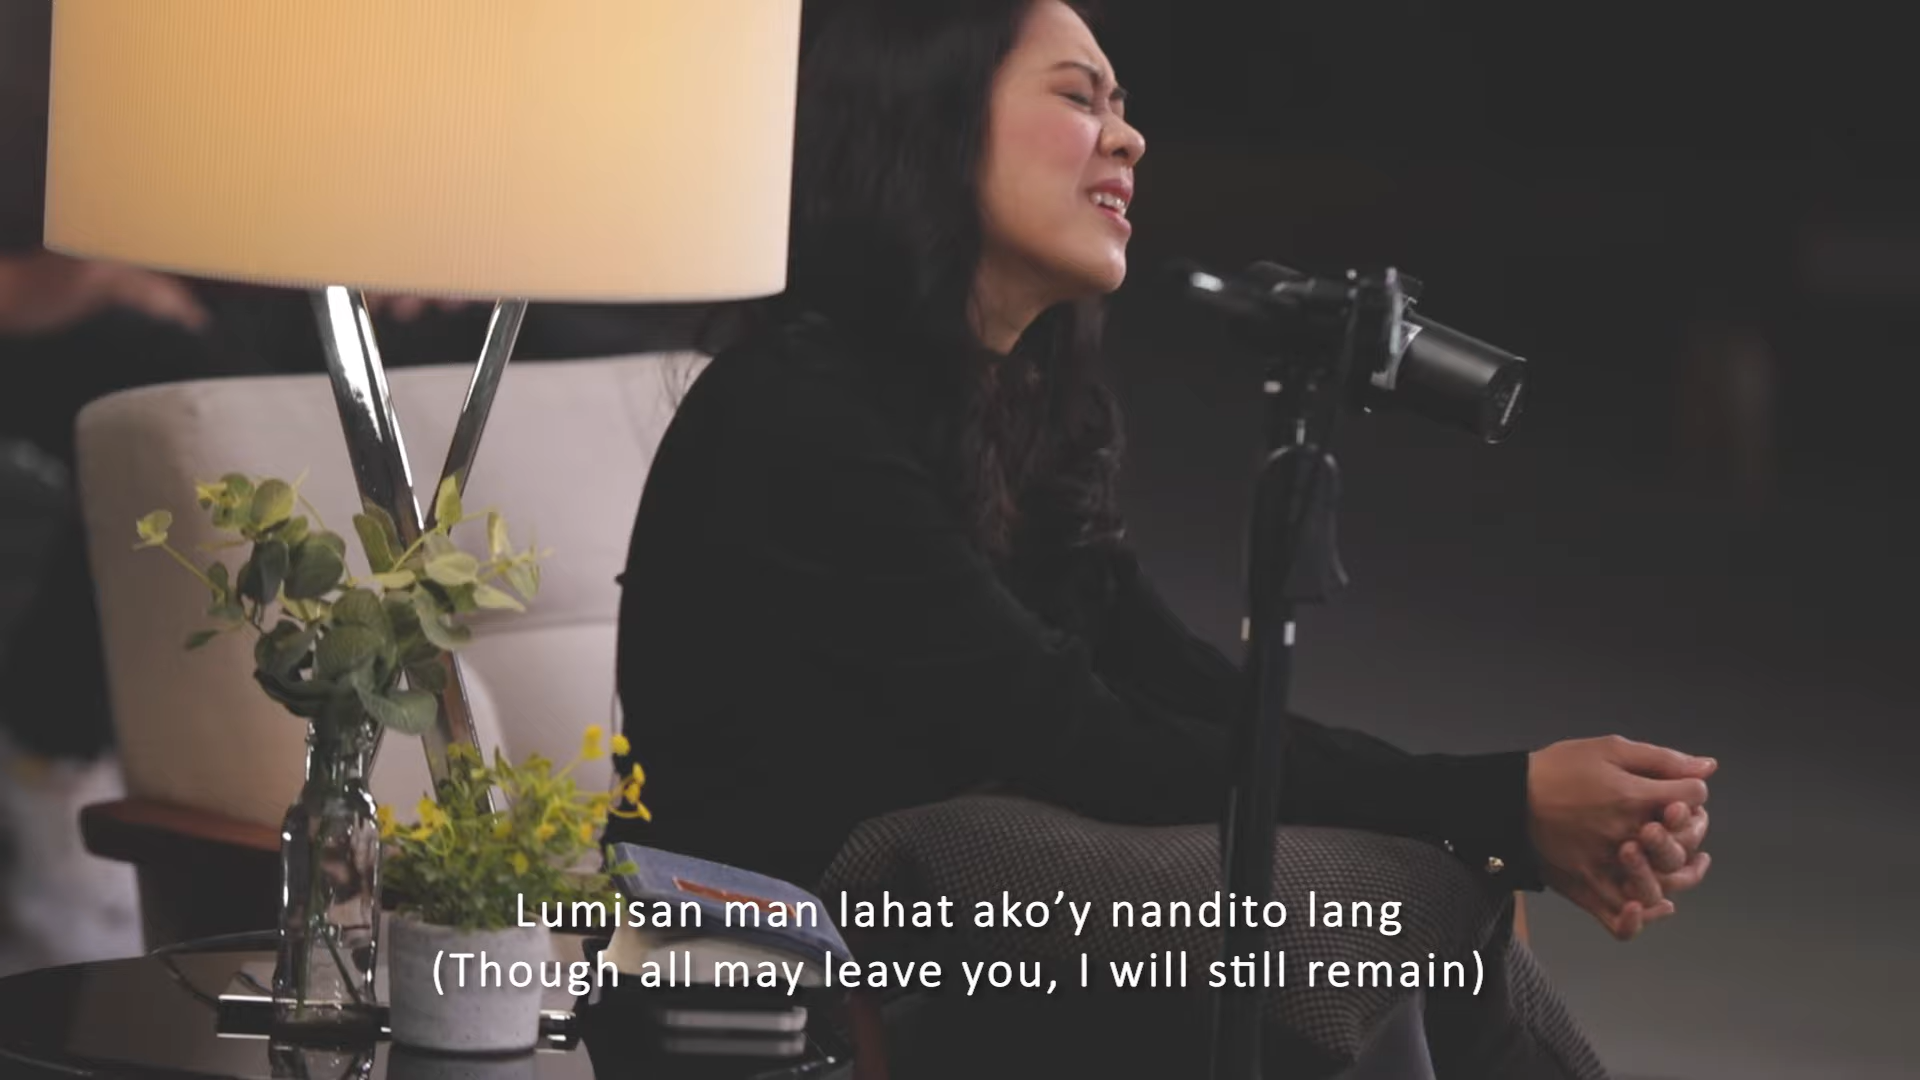 Lumisan man lahat ako’y nandito lang
(Though all may leave you, I will still remain)